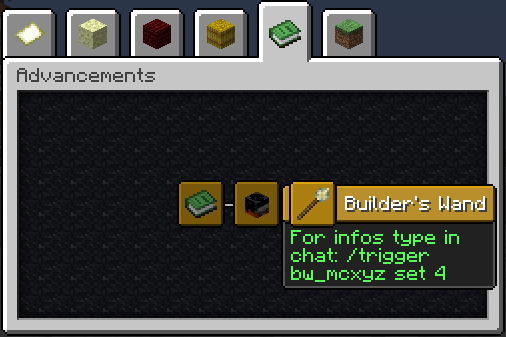 Advancements
Builder's Wand
For infos type in
chat: /trigger
bw_mcxyz set 4